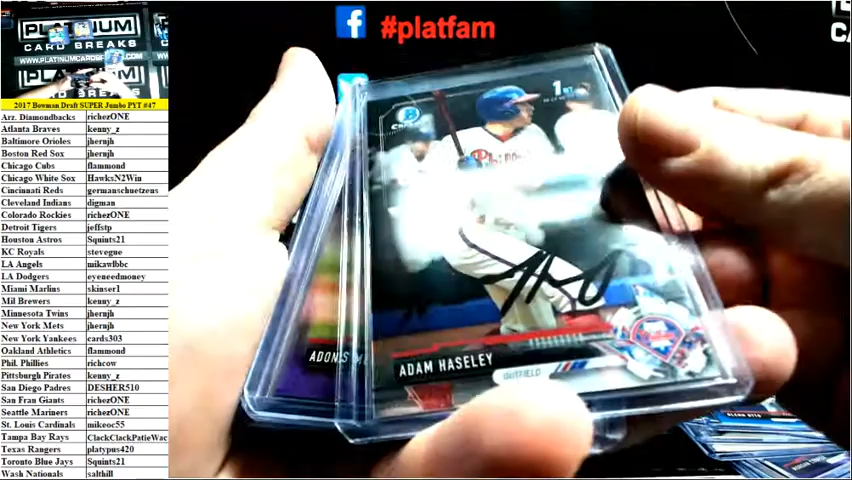 #platfam
PLATINUM
CARD BREAKS
PLATINUM
2017 Bowman Draft SUPER Jumbo PYT #47
Arz. Diamondbacks richezONE
Atlanta Braves kenny_z
Baltimore Orioles jhernjh
Boston Red Sox jhernjh
Chicago Cubs flammond
Chicago White Sox HawksN2Win
Cincinnati Reds germanschuetzens
Cleveland Indians digman
Colorado Rockies richezONE
Detroit Tigers jeffstp
Houston Astros Squints21
KC Royals stevegue
LA Angels mikawlbbc
LA Dodgers eyeneedmoney
Miami Marlins skinser1
Mil Brewers kenny_z
Minnesota Twins jhernjh
New York Mets jhernjh
New York Yankees cards303
Oakland Athletics flammond
Phil. Phillies richcow
Pittsburgh Pirates kenny_z
San Diego Padres DESHER510
San Fran Giants richezONE
Seattle Mariners richezONE
St. Louis Cardinals mikeoc55
Tampa Bay Rays ClackClackPatieWac
Texas Rangers platypus420
Toronto Blue Jays Squints21
Wash Nationals salthill
1ST
ADAM HASELEY
OUTFIELD